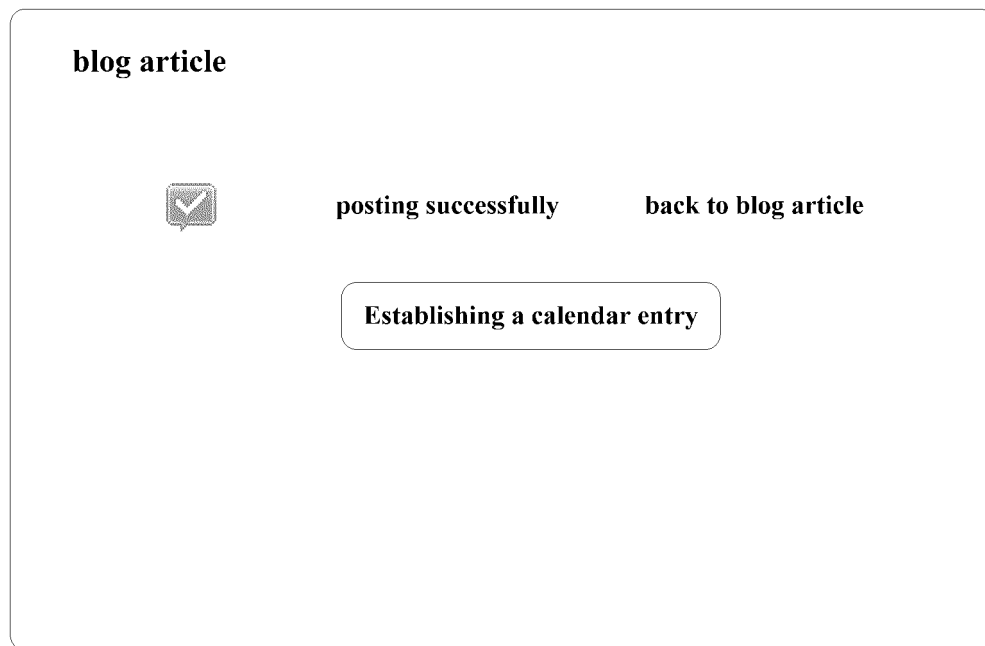 blog article
posting successfully back to blog article
Establishing a calendar entry